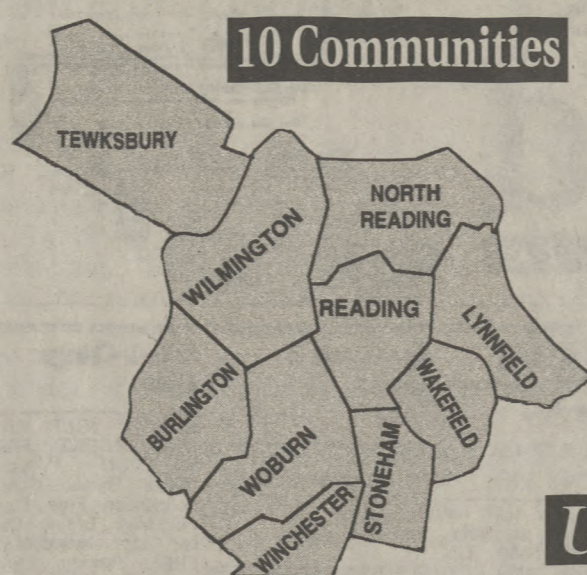 10 Communities
TEWKSBURY
NORTH
READING
WILMINGTON
READING
LYNNFIELD
BURLINGTON
WAKEFIELD
WOBURN
STONEHAM
WINCHESTER
U